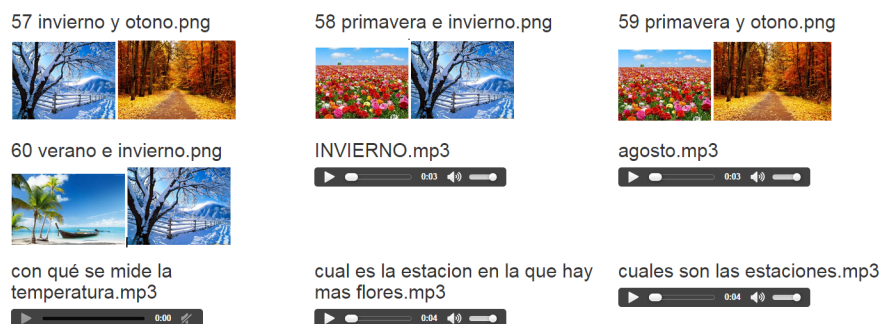 57 invierno y otono.png
58 primavera e invierno.png
59 primavera y otono.png
60 verano e invierno.png
INVIERNO.mp3
0:03
agosto.mp3
0:03
con qué se mide la
temperatura.mp3
0:00
cual es la estacion en la que hay
mas flores.mp3
0:04
cuales son las estaciones.mp3
0:04